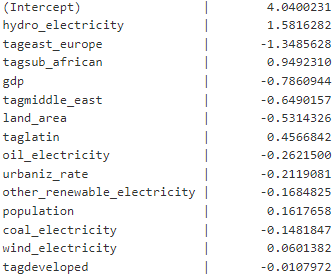 (Intercept) | 4.0400231
hydro_electricity | 1.5816282
tageast_europe | -1.3485628
tagsub_african | 0.9492310
gdp | -0.7860944
tagmiddle_east | -0.6490157
land_area | -0.5314326
taglatin | 0.4566842
oil_electricity | -0.2621500
urbaniz_rate | -0.2119081
other_renewable_electricity | -0.1684825
population | 0.1617658
coal_electricity | -0.1481847
wind_electricity | 0.0601382
tagdeveloped | -0.0107972